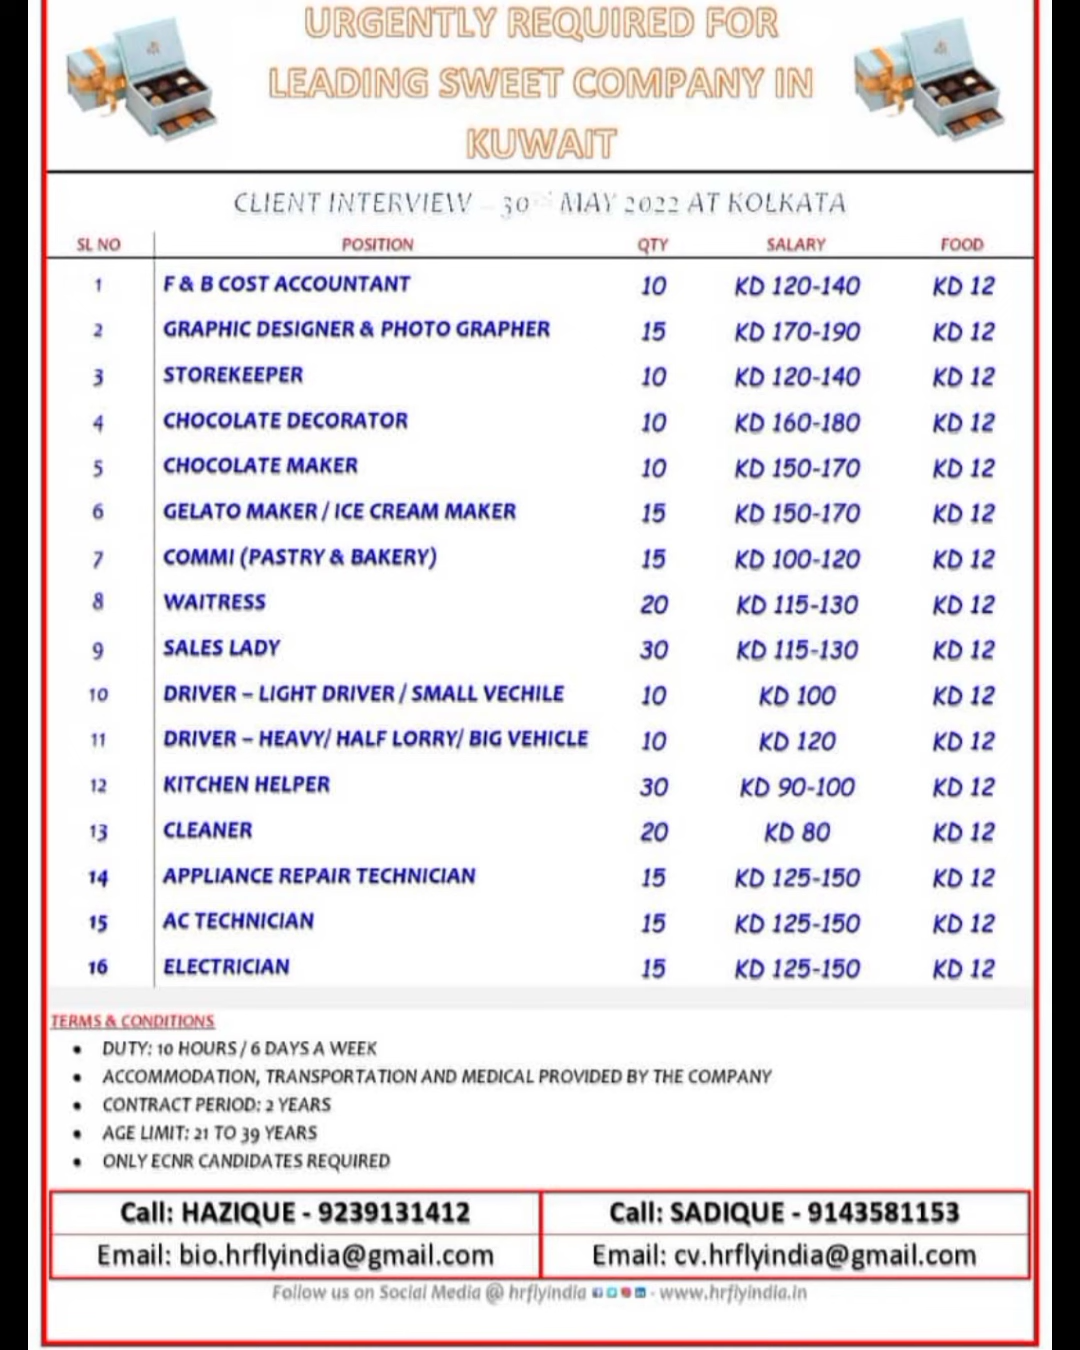 URGENTLY REQUIRED FOR
LEADING SWEET COMPANY IN
KUWAIT
CLIENT INTERVIEW – 30TH MAY 2022 AT KOLKATA
SL NO POSITION QTY SALARY FOOD
1 F & B COST ACCOUNTANT 10 KD 120-140 KD 12
2 GRAPHIC DESIGNER & PHOTO GRAPHER 15 KD 170-190 KD 12
3 STOREKEEPER 10 KD 120-140 KD 12
4 CHOCOLATE DECORATOR 10 KD 160-180 KD 12
5 CHOCOLATE MAKER 10 KD 150-170 KD 12
6 GELATO MAKER / ICE CREAM MAKER 15 KD 150-170 KD 12
7 COMMI (PASTRY & BAKERY) 15 KD 100-120 KD 12
8 WAITRESS 20 KD 115-130 KD 12
9 SALES LADY 30 KD 115-130 KD 12
10 DRIVER – LIGHT DRIVER / SMALL VECHILE 10 KD 100 KD 12
11 DRIVER – HEAVY/ HALF LORRY/ BIG VEHICLE 10 KD 120 KD 12
12 KITCHEN HELPER 30 KD 90-100 KD 12
13 CLEANER 20 KD 80 KD 12
14 APPLIANCE REPAIR TECHNICIAN 15 KD 125-150 KD 12
15 AC TECHNICIAN 15 KD 125-150 KD 12
16 ELECTRICIAN 15 KD 125-150 KD 12
TERMS & CONDITIONS
• DUTY: 10 HOURS / 6 DAYS A WEEK
• ACCOMMODATION, TRANSPORTATION AND MEDICAL PROVIDED BY THE COMPANY
• CONTRACT PERIOD: 2 YEARS
• AGE LIMIT: 21 TO 39 YEARS
• ONLY ECNR CANDIDATES REQUIRED
Call: HAZIQUE - 9239131412 Call: SADIQUE - 9143581153
Email: bio.hrflyindia@gmail.com Email: cv.hrflyindia@gmail.com
Follow us on Social Media @ hrflyindia - www.hrflyindia.in